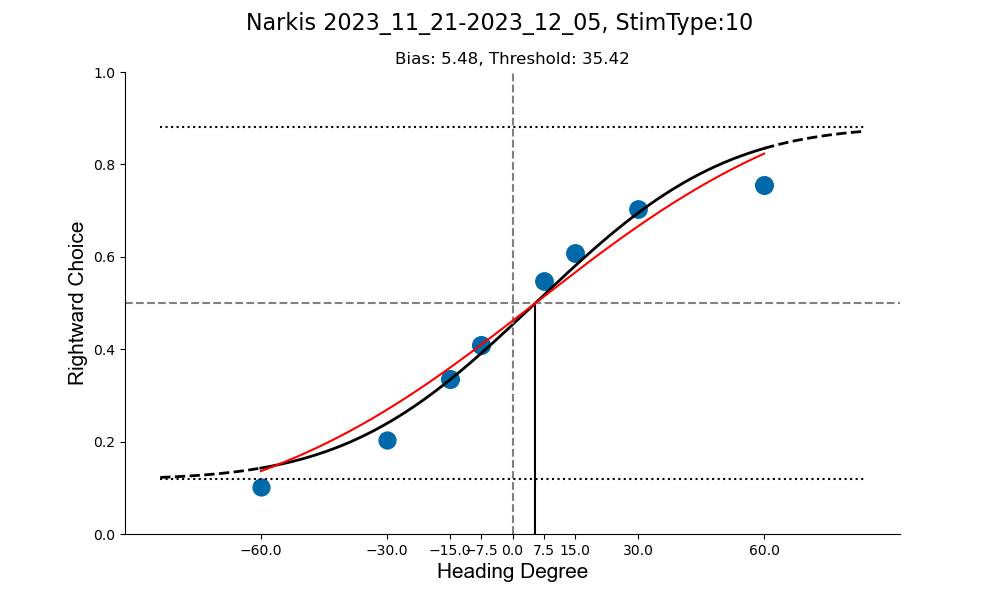 Narkis 2023_11_21-2023_12_05, StimType:10
Bias: 5.48, Threshold: 35.42
1.0
0.8
0.6
0.4
0.2
0.0
Rightward Choice
−60.0 −30.0 −15.0 −7.5 0.0 7.5 15.0 30.0 60.0
Heading Degree